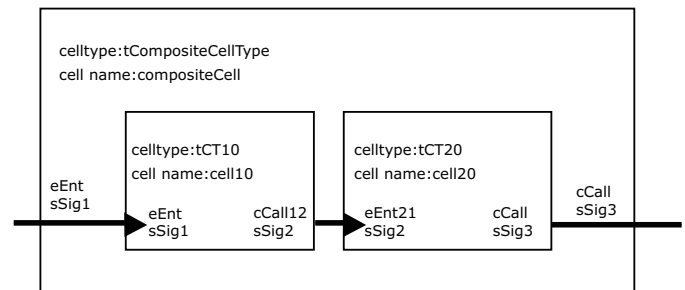 celltype:tCompositeCellType
cell name:compositeCell
celltype:tCT10
cell name:cell10
celltype:tCT20
cell name:cell20
eEnt
sSig1
eEnt
sSig1
cCall12
sSig2
eEnt21
sSig2
cCall
sSig3
cCall
sSig3